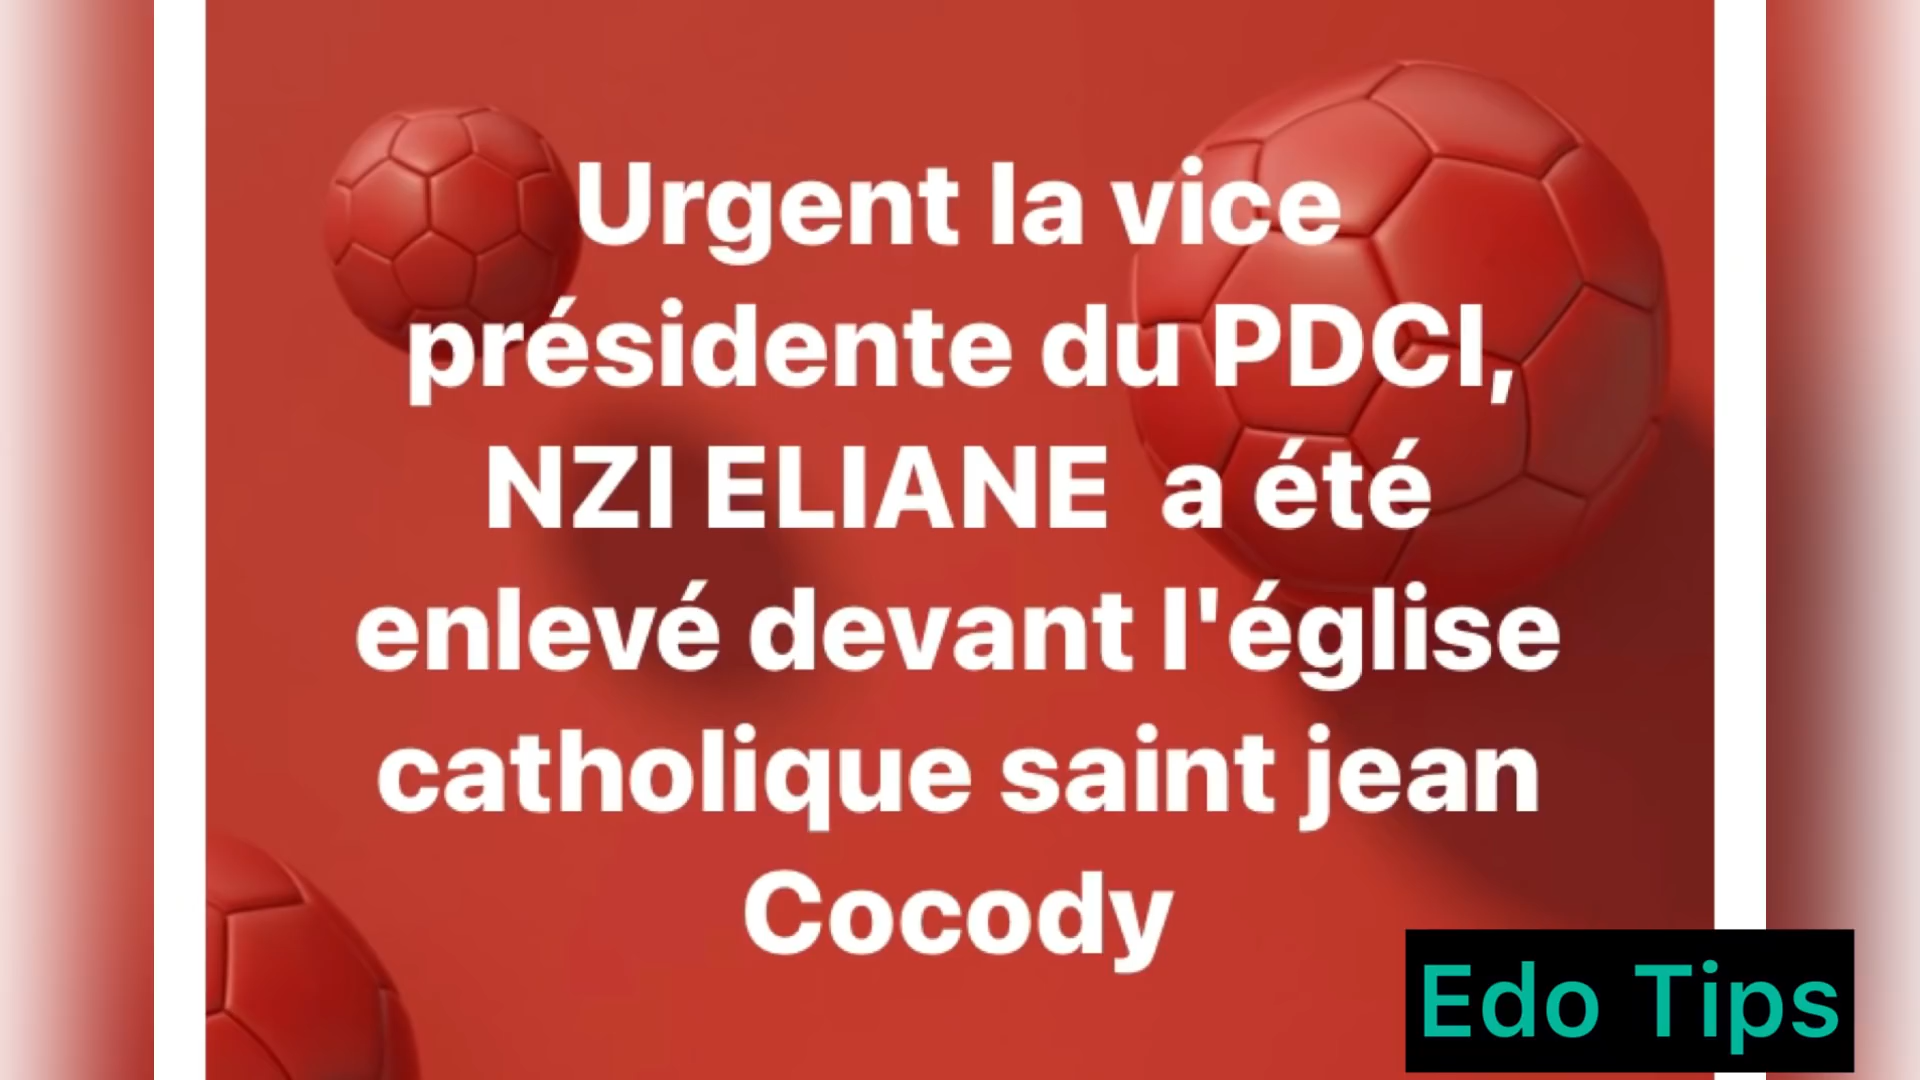 Urgent la vice
présidente du PDCI,
NZI ELIANE a été
enlevé devant l'église
catholique saint jean
Cocody
Edo Tips